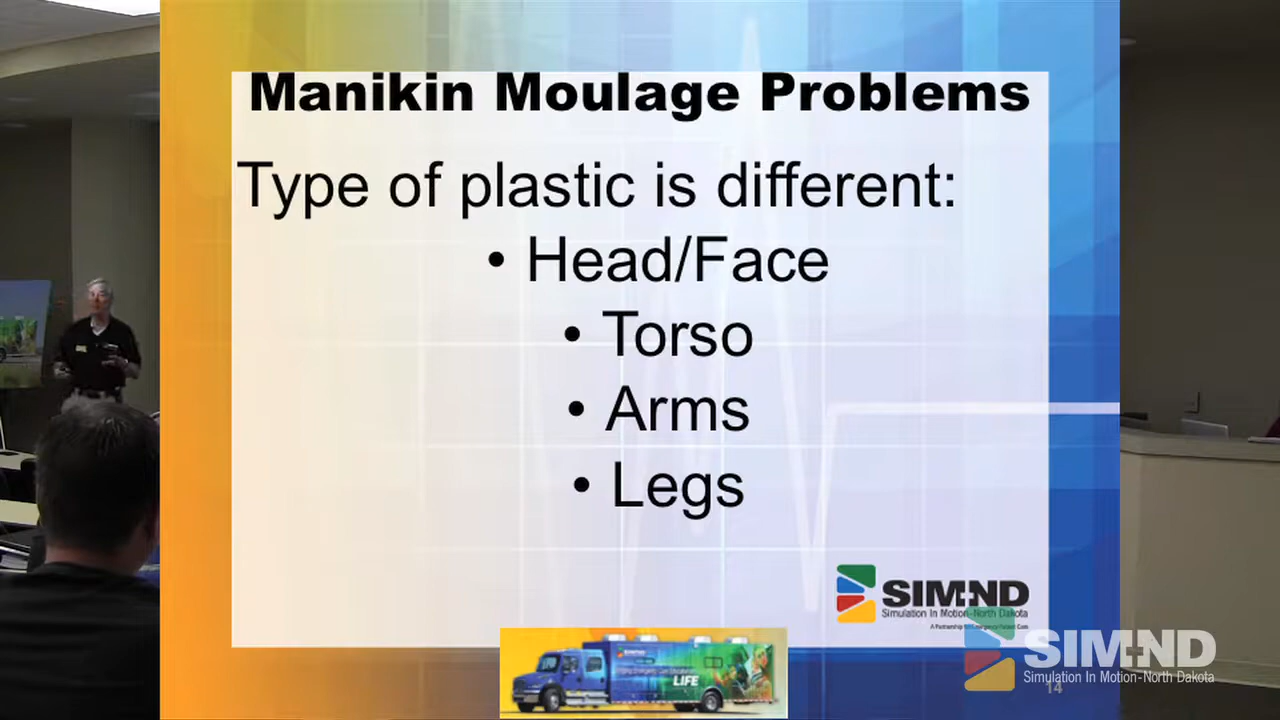 Manikin Moulage Problems
Type of plastic is different:
• Head/Face
• Torso
• Arms
• Legs
SIM-ND
Simulation In Motion-North Dakota
LIFE
SIM-ND
Simulation In Motion-North Dakota
14